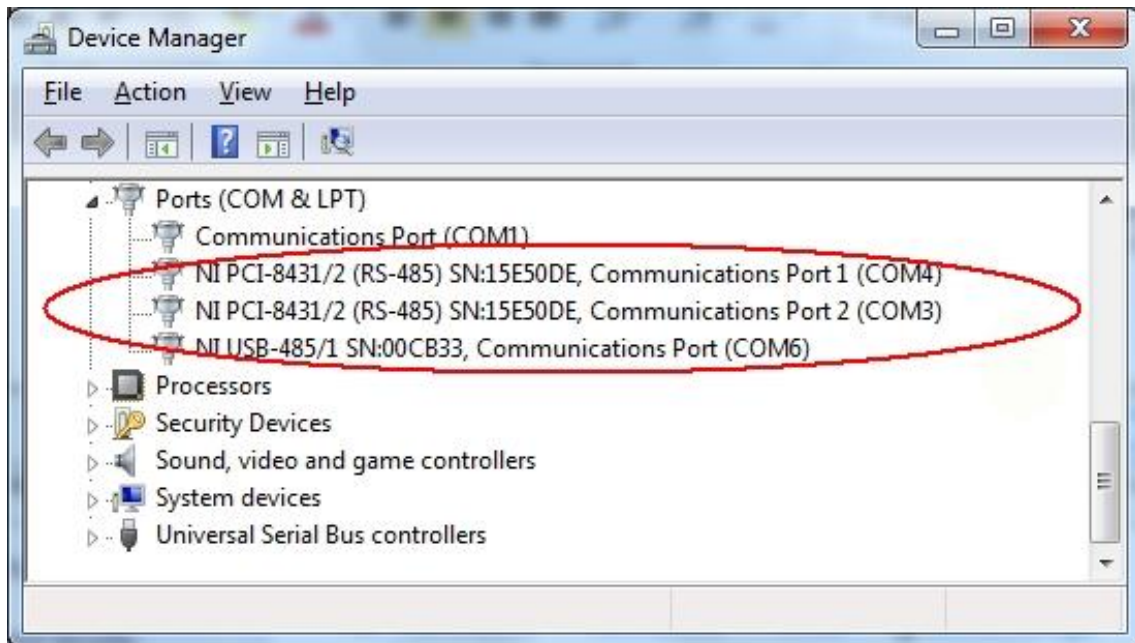 Device Manager
File Action View Help
Ports (COM & LPT)
Communications Port (COM1)
NI PCI-8431/2 (RS-485) SN:15E50DE, Communications Port 1 (COM4)
NI PCI-8431/2 (RS-485) SN:15E50DE, Communications Port 2 (COM3)
NI USB-485/1 SN:00CB33, Communications Port (COM6)
Processors
Security Devices
Sound, video and game controllers
System devices
Universal Serial Bus controllers